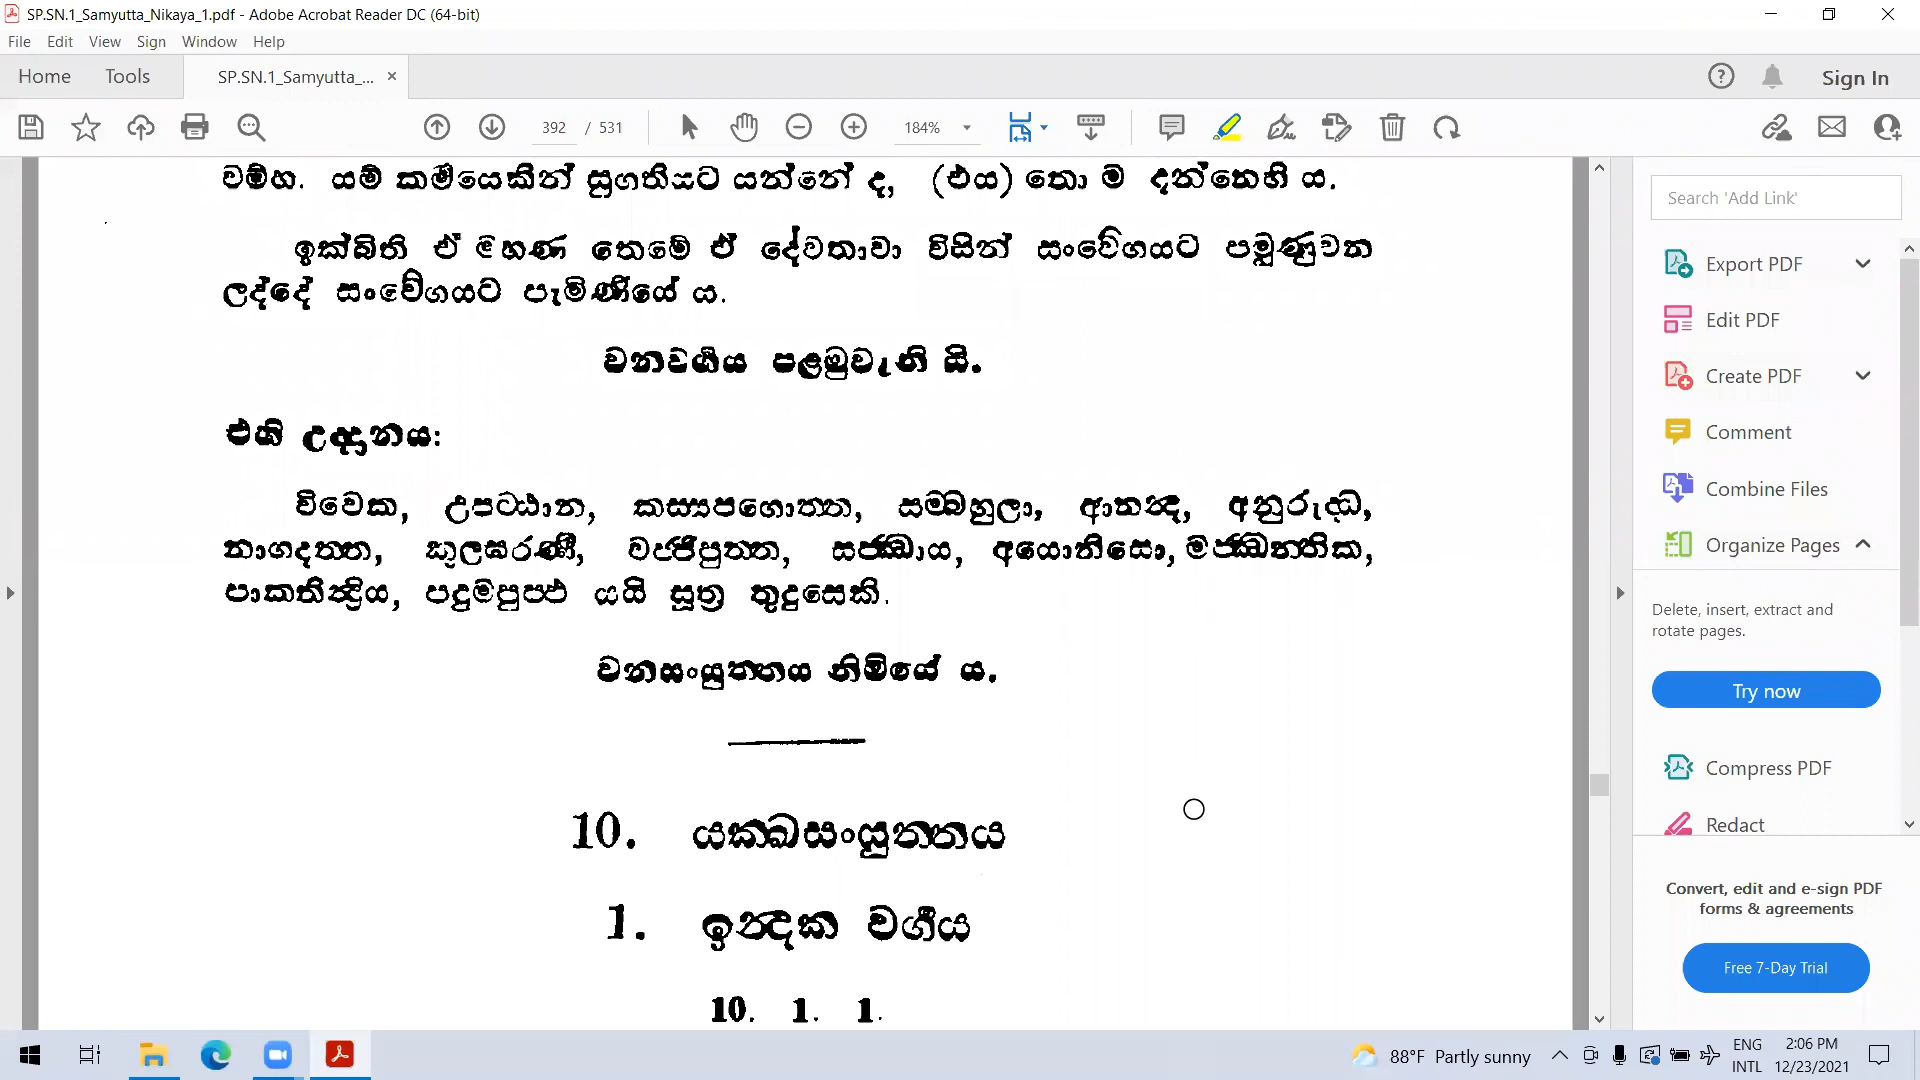 SP.SN.1_Samyutta_Nikaya_1.pdf - Adobe Acrobat Reader DC (64-bit)
File Edit View Sign Window Help
Home Tools SP.SN.1_Samyutta_... × Sign In
392 / 531 184%
වම්හ. යම් කර්‍මයෙකින් සුගතියට යන්නේ ද, (එය) තො ම දන්නෙහි ය.
ඉක්බිති ඒ මහණ තෙමේ ඒ දේවතාවා විසින් සංවේගයට පමුණුවන
ලද්දේ සංවේගයට පැමිණියේ ය.
වනවර්‍ගය පළමුවැනි යි.
එහි උද්දානය:
විවෙක, උපට්ඨාන, කස්සපගොත්ත, සම්බහුලා, ආනන්ද, අනුරුද්ධ,
නාගදත්ත, කුලඝරණී, වජ්ජිපුත්ත, සජ්ඣාය, අයොනිසො, මජ්ඣන්තික,
පාකතින්ද්‍රිය, පදුමපුප්ඵ යයි සූත්‍ර තුදුසෙකි.
වනසංයුත්තය නිමියේ ය.
10. යක්ඛසංයුත්තය
1. ඉන්දක වර්‍ගය
10. 1. 1.
Search 'Add Link'
Export PDF
Edit PDF
Create PDF
Comment
Combine Files
Organize Pages
Delete, insert, extract and
rotate pages.
Try now
Compress PDF
Redact
Convert, edit and e-sign PDF
forms & agreements
Free 7-Day Trial
88°F Partly sunny
ENG
INTL
2:06 PM
12/23/2021